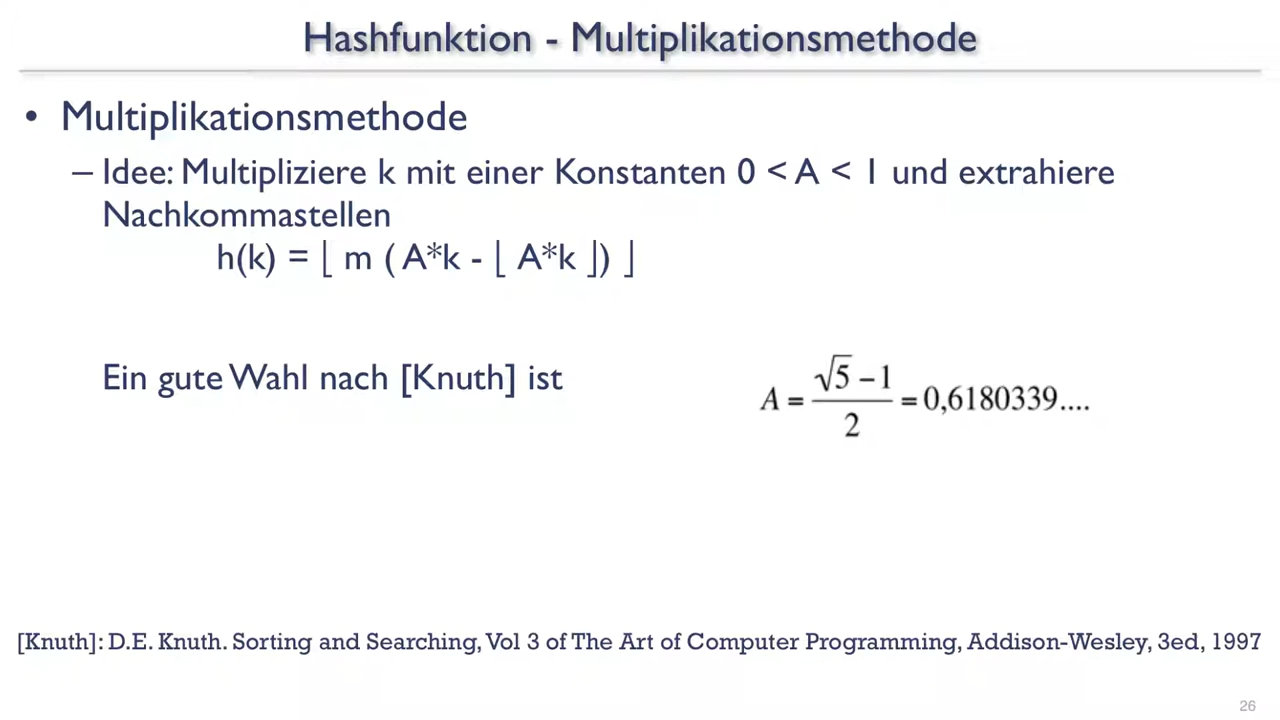 Hashfunktion - Multiplikationsmethode
• Multiplikationsmethode
– Idee: Multipliziere k mit einer Konstanten 0 < A < 1 und extrahiere
Nachkommastellen
h(k) = ⌊ m ( A*k - ⌊ A*k ⌋) ⌋
Ein gute Wahl nach [Knuth] ist
A = (√5 − 1) / 2 = 0,6180339....
[Knuth]: D.E. Knuth. Sorting and Searching, Vol 3 of The Art of Computer Programming, Addison-Wesley, 3ed, 1997
26